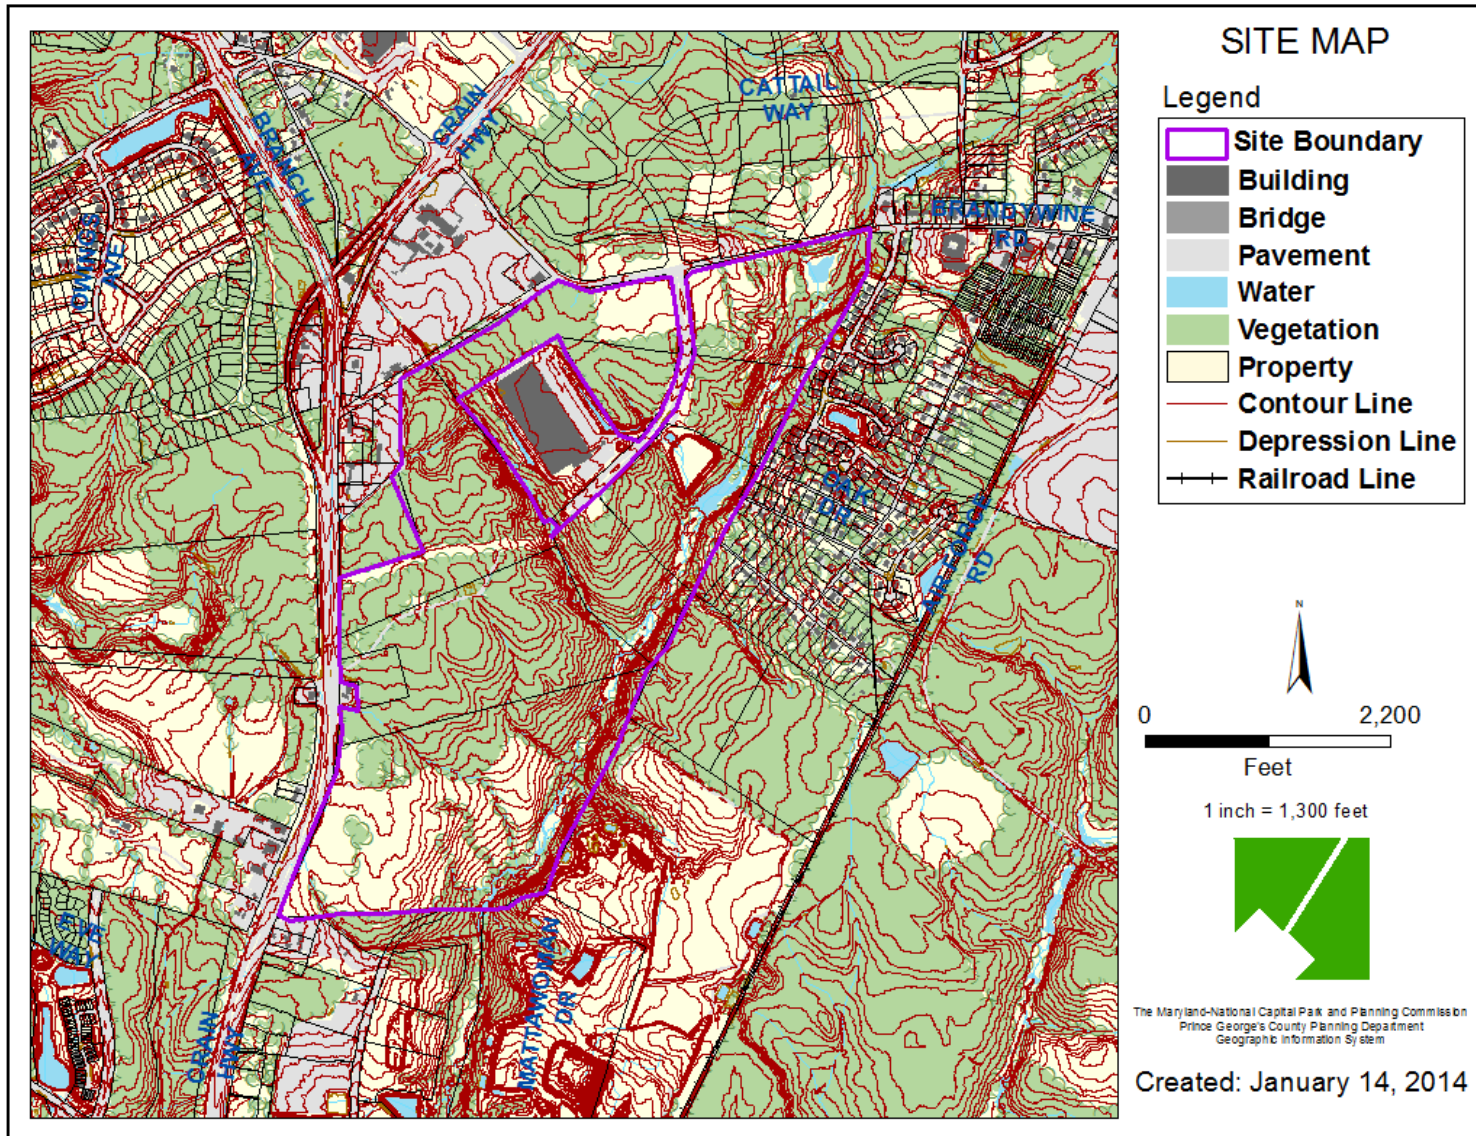 SITE MAP
Legend
Site Boundary
Building
Bridge
Pavement
Water
Vegetation
Property
Contour Line
Depression Line
Railroad Line
N
0 2,200
Feet
1 inch = 1,300 feet
The Maryland-National Capital Park and Planning Commission
Prince George's County Planning Department
Geographic Information System
Created: January 14, 2014
BRANCH
AVE
CRAIN
HWY
CATTAIL
WAY
BRANDYWINE
RD
OWINGS
AVE
OAK
DR
AIR FORCE
RD
WAY
CRAIN
HWY
MATTAWOMAN
DR